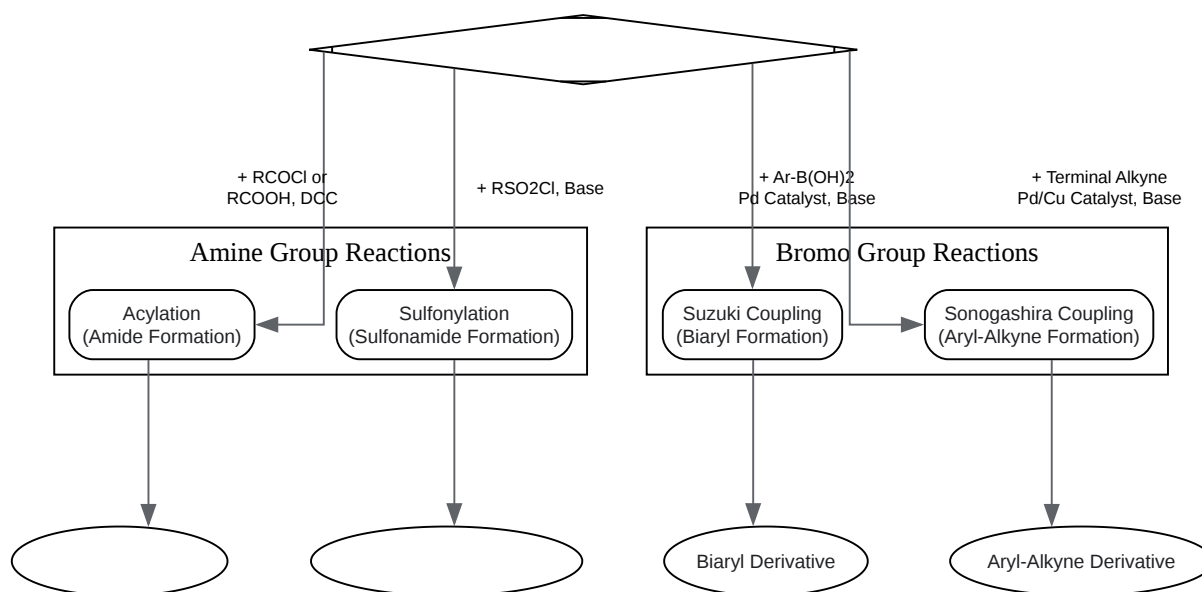 + RCOCl or
RCOOH, DCC
+ RSO2Cl, Base
+ Ar-B(OH)2
Pd Catalyst, Base
+ Terminal Alkyne
Pd/Cu Catalyst, Base
Amine Group Reactions
Bromo Group Reactions
Acylation
(Amide Formation)
Sulfonylation
(Sulfonamide Formation)
Suzuki Coupling
(Biaryl Formation)
Sonogashira Coupling
(Aryl-Alkyne Formation)
Biaryl Derivative
Aryl-Alkyne Derivative